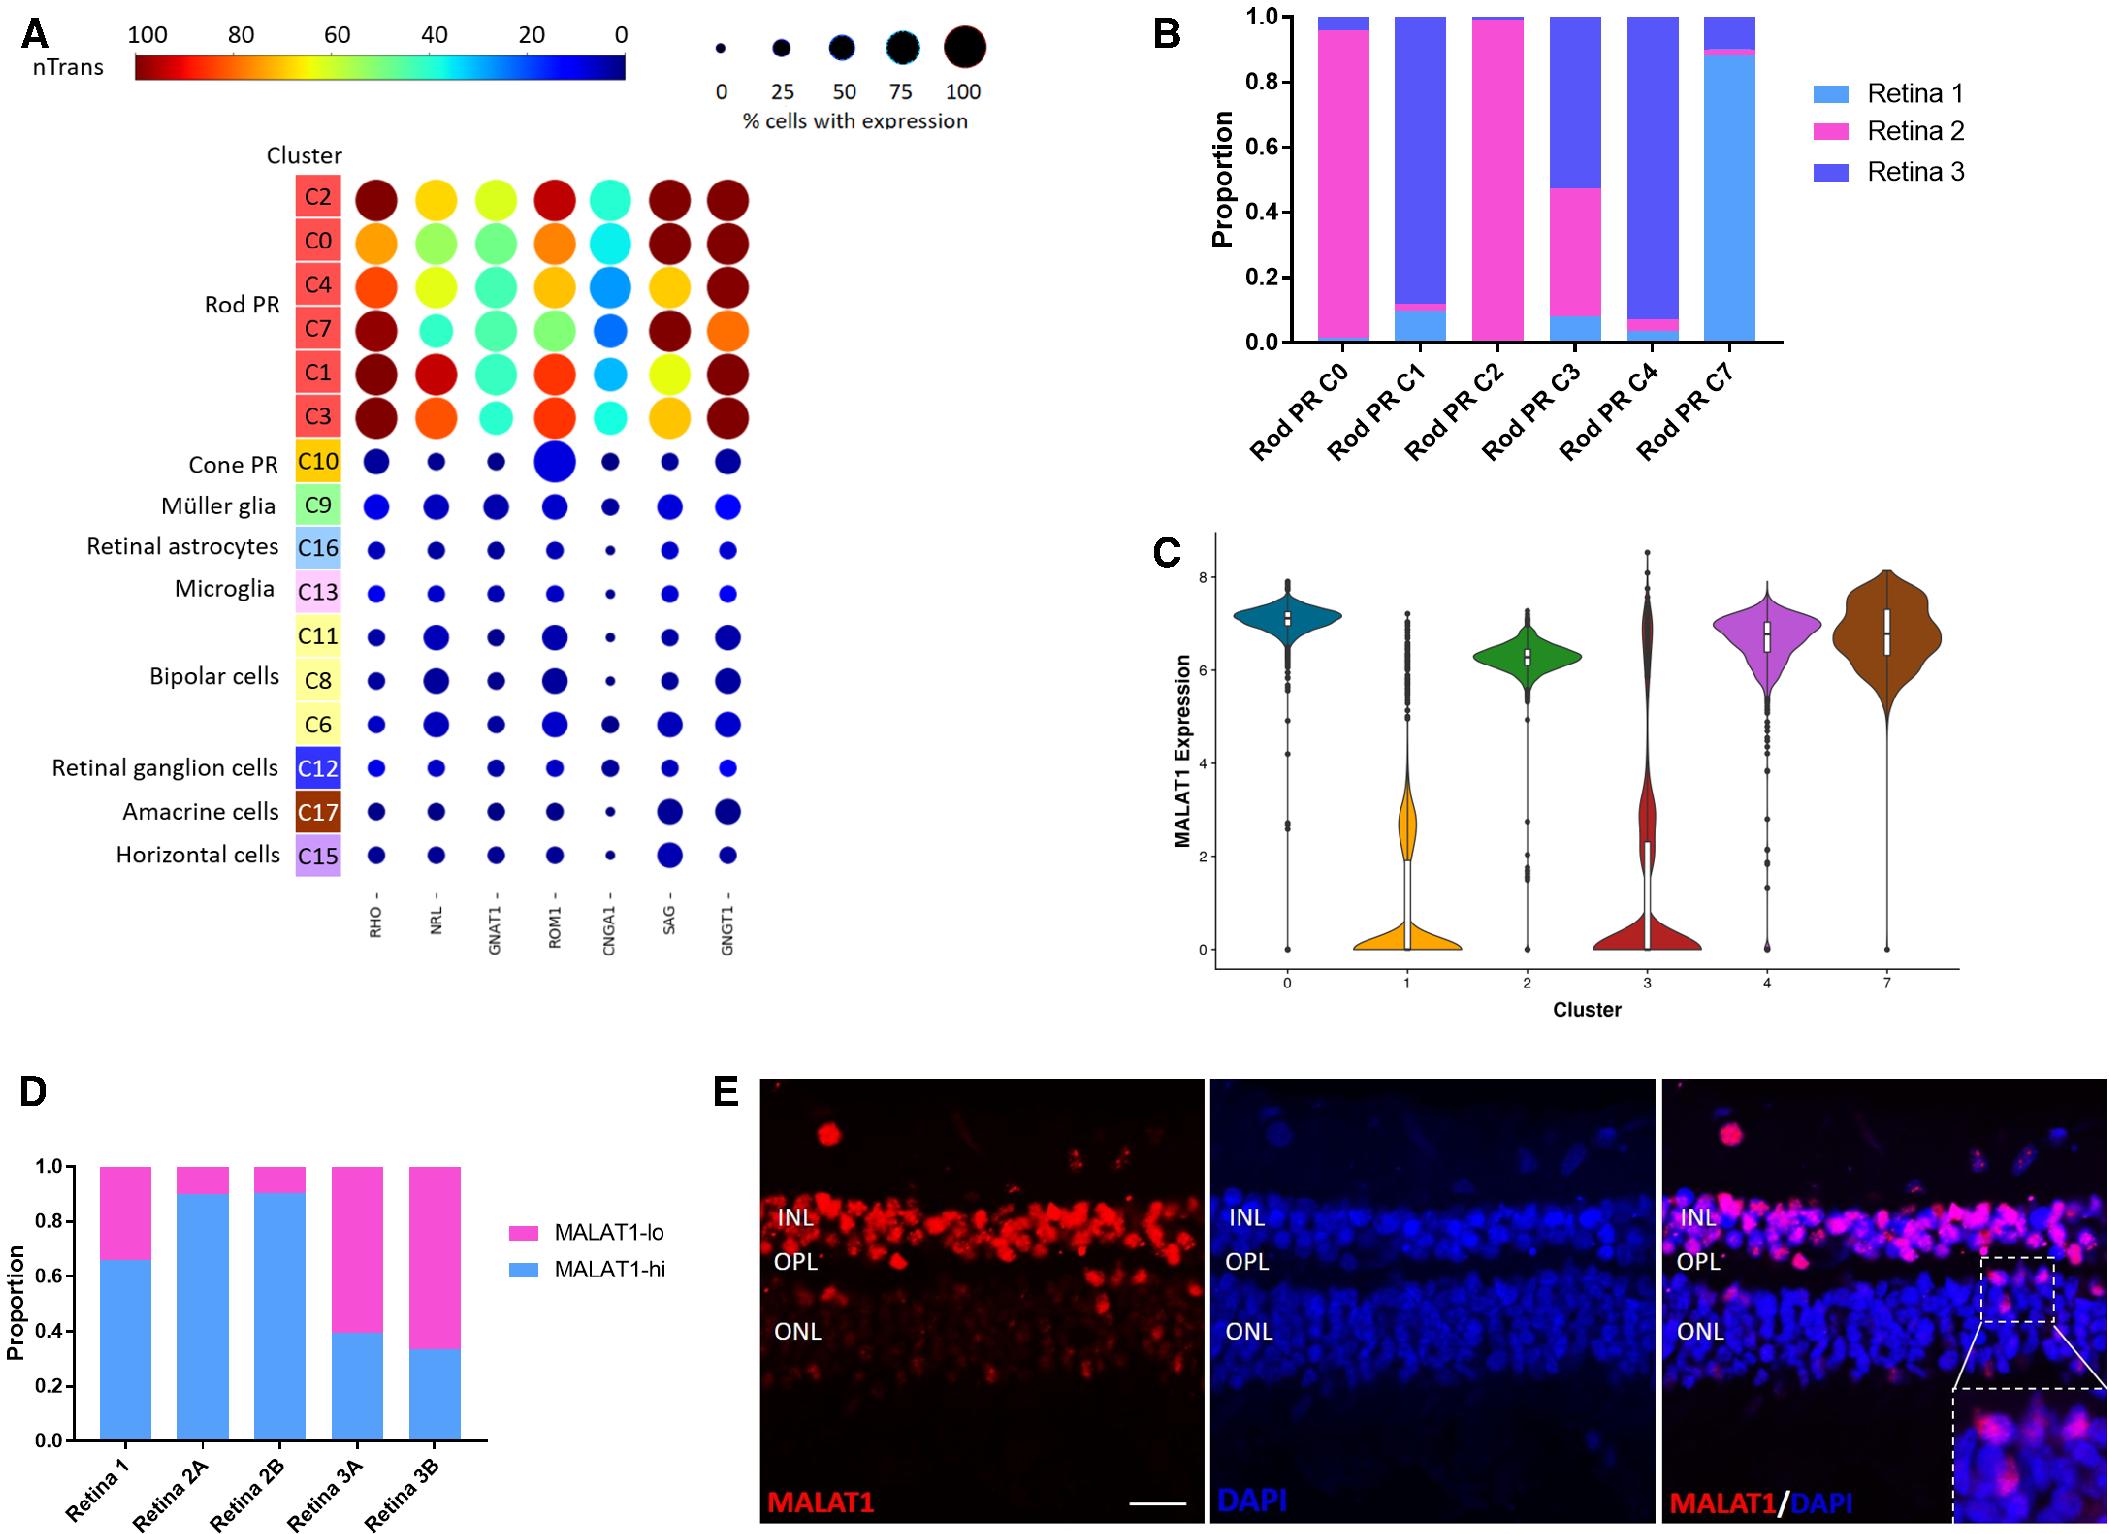 A
100 80 60 40 20 0
nTrans
0 25 50 75 100
% cells with expression
Cluster
C2
C0
Rod PR
C4
C7
C1
C3
Cone PR C10
Müller glia C9
Retinal astrocytes C16
Microglia C13
C11
Bipolar cells C8
C6
Retinal ganglion cells C12
Amacrine cells C17
Horizontal cells C15
RHO - NRL - GNAT1 - ROM1 - CNGA1 - SAG - GNGT1 -
B
Proportion
1.0
0.8
0.6
0.4
0.2
0.0
Rod PR C0 Rod PR C1 Rod PR C2 Rod PR C3 Rod PR C4 Rod PR C7
Retina 1
Retina 2
Retina 3
C
MALAT1 Expression
8
6
4
2
0
0 1 2 3 4 7
Cluster
D
Proportion
1.0
0.8
0.6
0.4
0.2
0.0
Retina 1 Retina 2A Retina 2B Retina 3A Retina 3B
MALAT1-lo
MALAT1-hi
E
INL
OPL
ONL
MALAT1
INL
OPL
ONL
DAPI
INL
OPL
ONL
MALAT1/DAPI